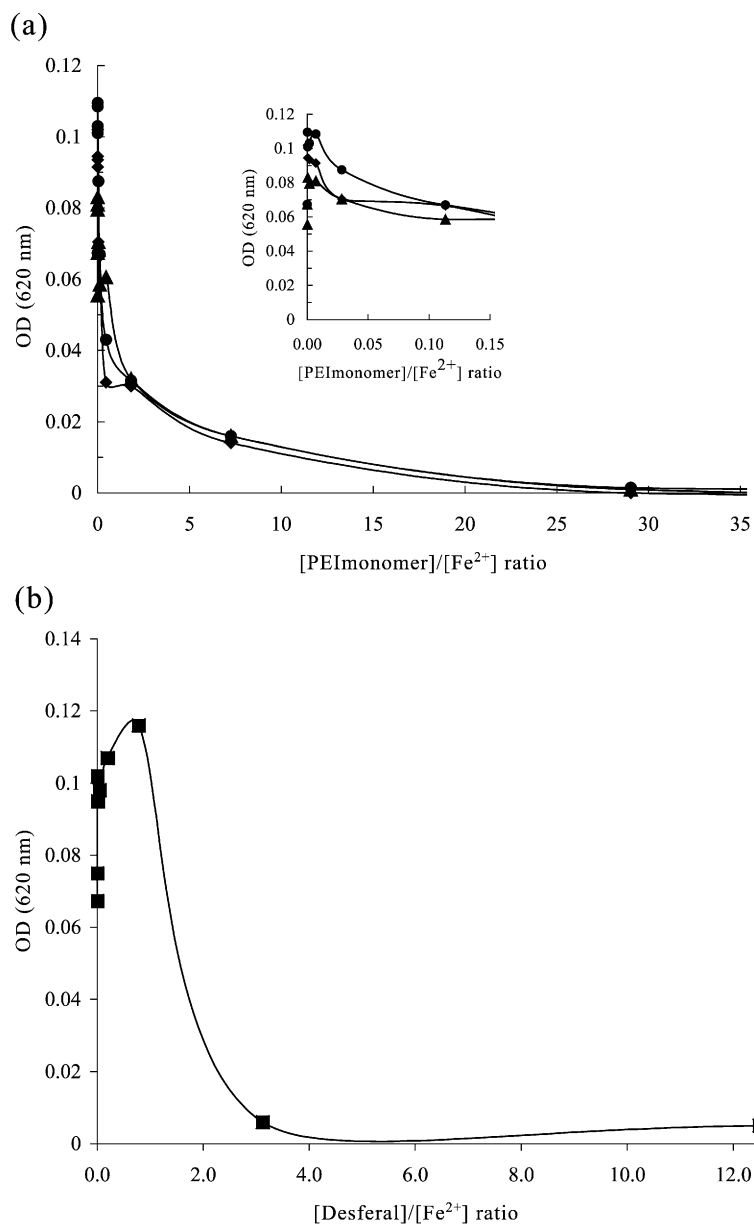 (a)
0.12
0.1
0.08
0.06
0.04
0.02
0
OD (620 nm)
0 5 10 15 20 25 30 35
[PEImonomer]/[Fe²⁺] ratio
0.12
0.1
0.08
0.06
0.04
0.02
0
OD (620 nm)
0.00 0.05 0.10 0.15
[PEImonomer]/[Fe²⁺] ratio
(b)
0.14
0.12
0.1
0.08
0.06
0.04
0.02
0
OD (620 nm)
0.0 2.0 4.0 6.0 8.0 10.0 12.0
[Desferal]/[Fe²⁺] ratio